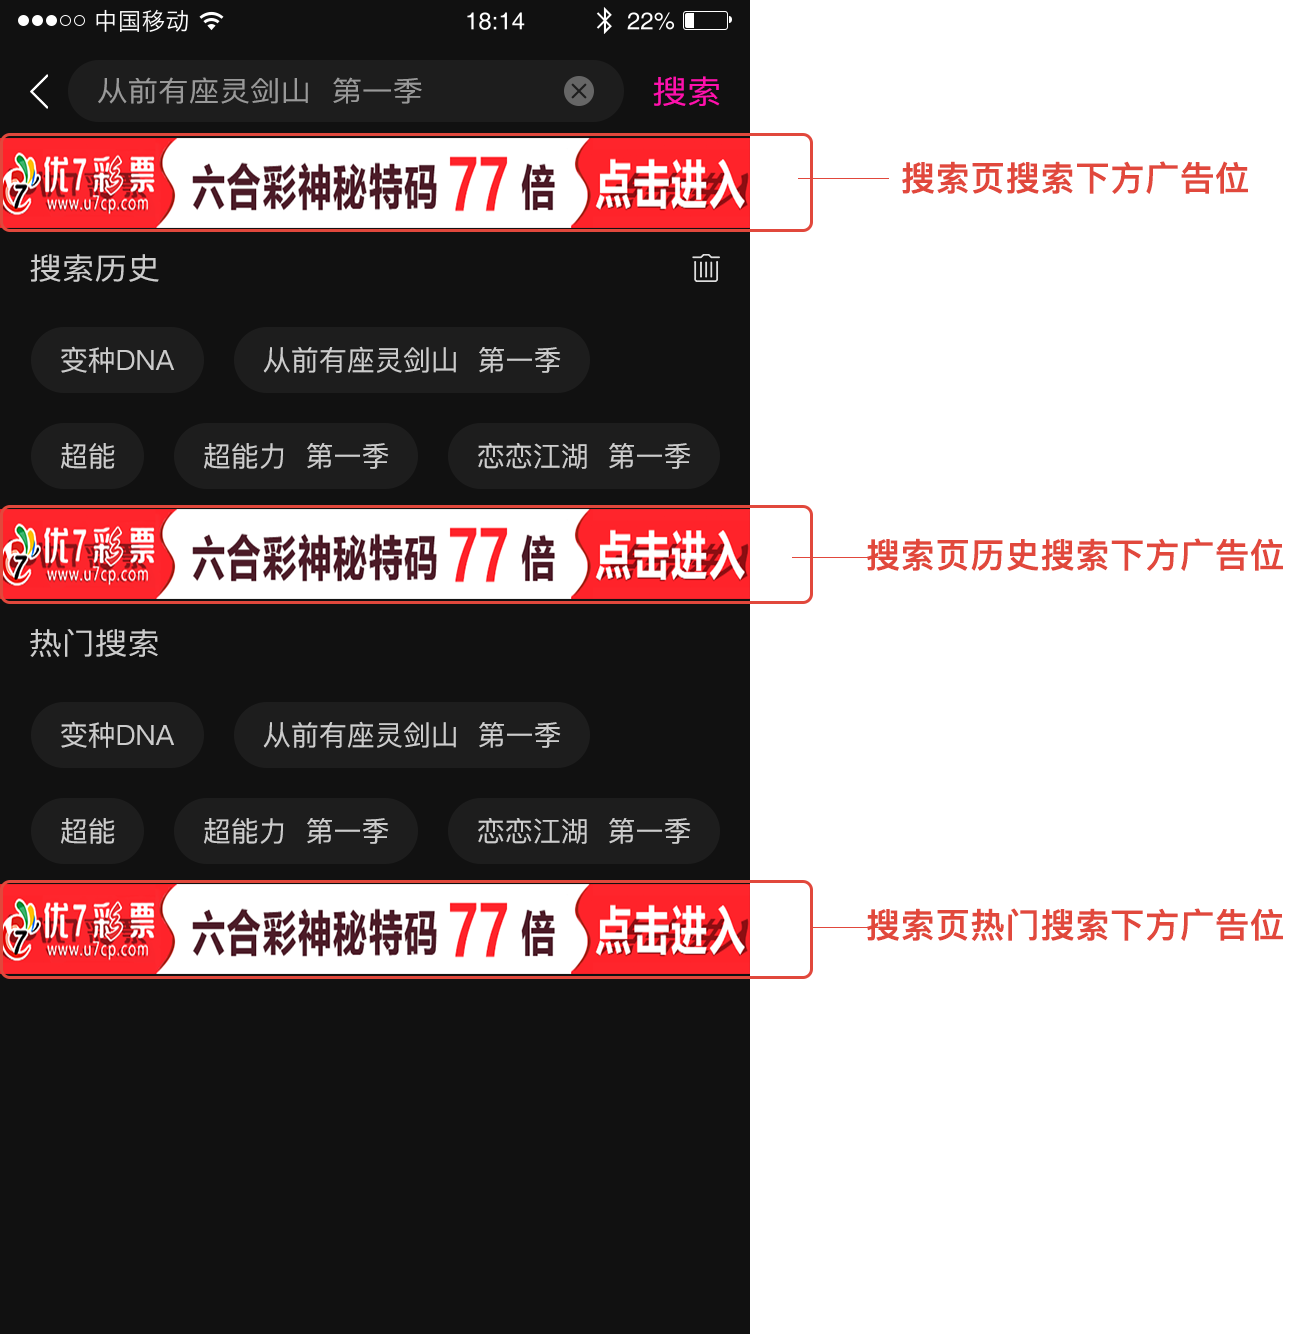 中国移动 18:14 22%
从前有座灵剑山 第一季 搜索
优7彩票 六合彩神秘特码 77 倍 点击进入
www.u7cp.com
搜索页搜索下方广告位
搜索历史
变种DNA 从前有座灵剑山 第一季
超能 超能力 第一季 恋恋江湖 第一季
优7彩票 六合彩神秘特码 77 倍 点击进入
www.u7cp.com
搜索页历史搜索下方广告位
热门搜索
变种DNA 从前有座灵剑山 第一季
超能 超能力 第一季 恋恋江湖 第一季
优7彩票 六合彩神秘特码 77 倍 点击进入
www.u7cp.com
搜索页热门搜索下方广告位